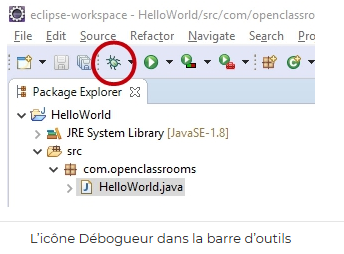 eclipse-workspace - HelloWorld/src/com/openclassroo
File Edit Source Refactor Navigate Search Pr
Package Explorer
HelloWorld
JRE System Library [JavaSE-1.8]
src
com.openclassrooms
HelloWorld.java
L'icône Débogueur dans la barre d'outils